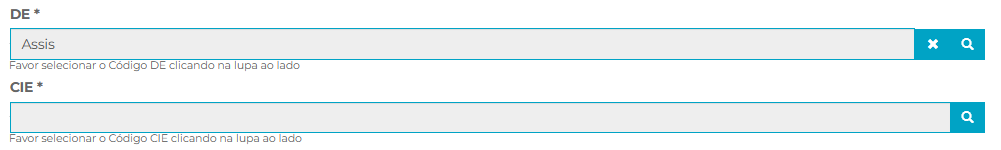 DE *
Assis
Favor selecionar o Código DE clicando na lupa ao lado
CIE *
Favor selecionar o Código CIE clicando na lupa ao lado